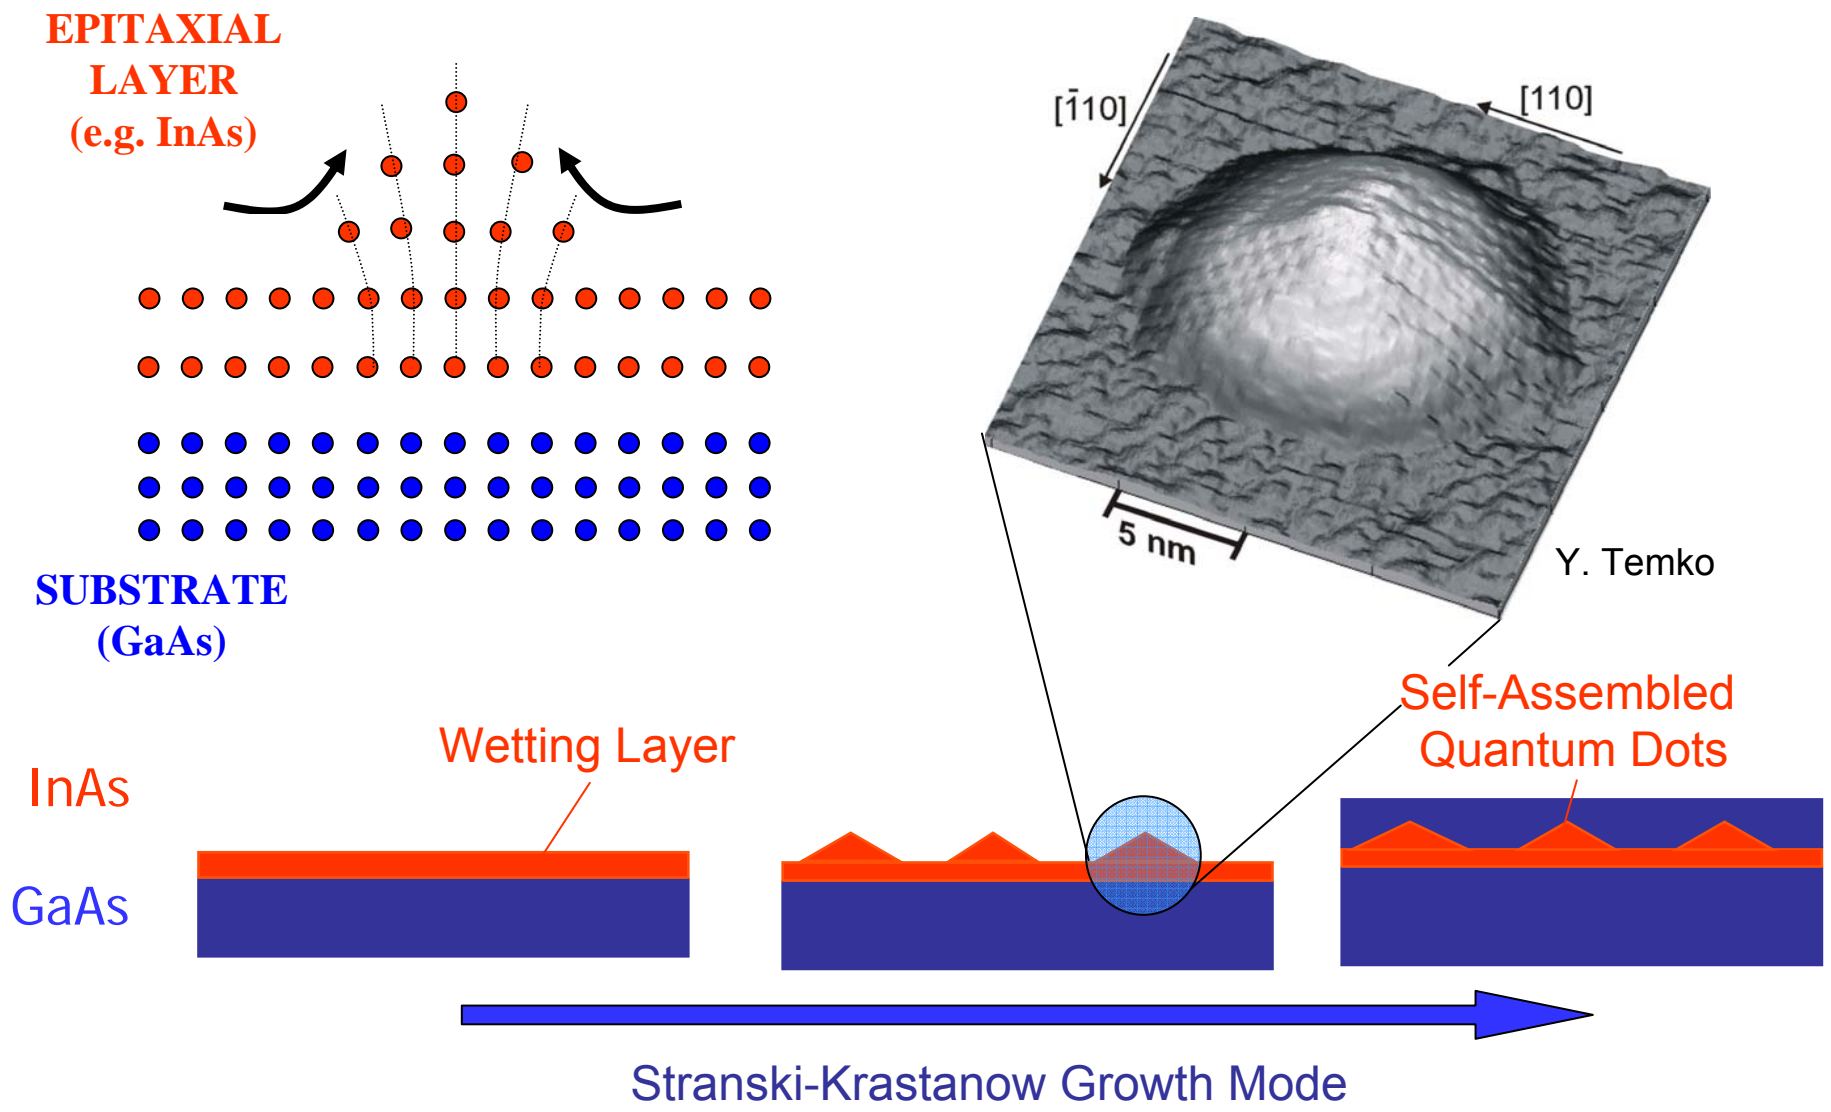 EPITAXIAL
LAYER
(e.g. InAs)
[1̄10]
[110]
5 nm
Y. Temko
SUBSTRATE
(GaAs)
Self-Assembled
Quantum Dots
Wetting Layer
InAs
GaAs
Stranski-Krastanow Growth Mode